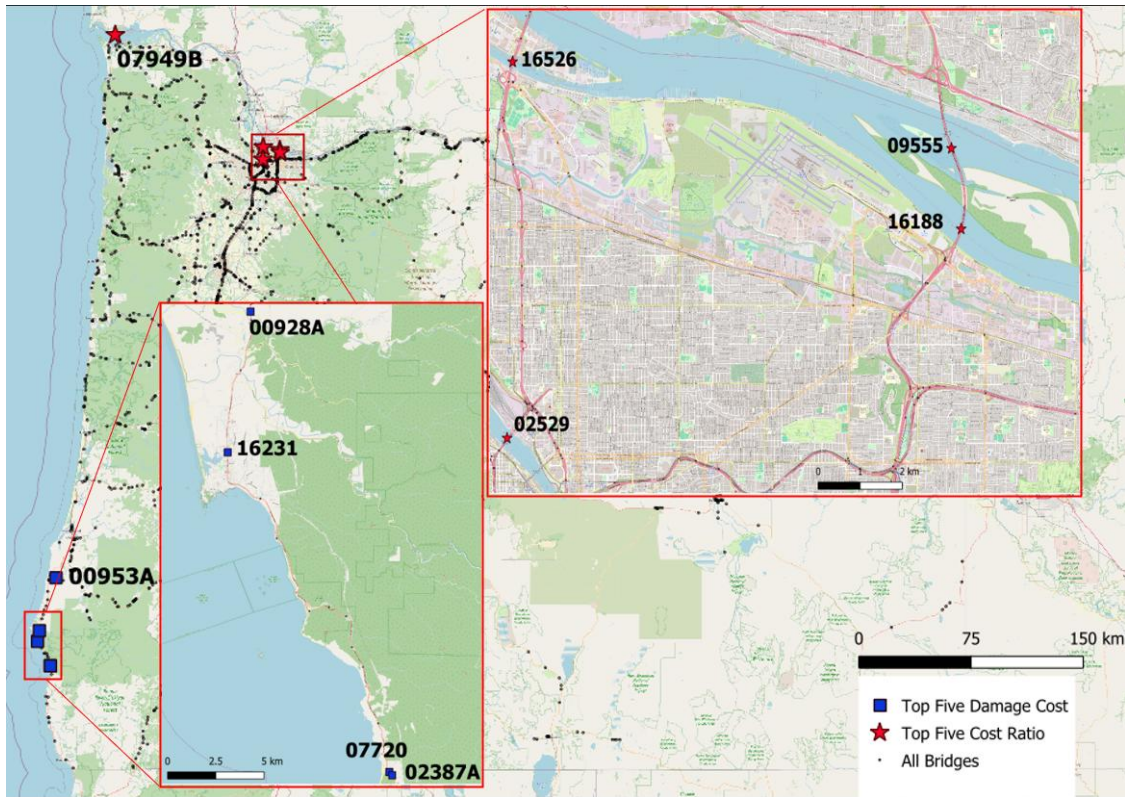 07949B
16526
09555
16188
02529
0 1 2 km
00928A
16231
00953A
07720
02387A
0 2.5 5 km
0 75 150 km
Top Five Damage Cost
Top Five Cost Ratio
All Bridges